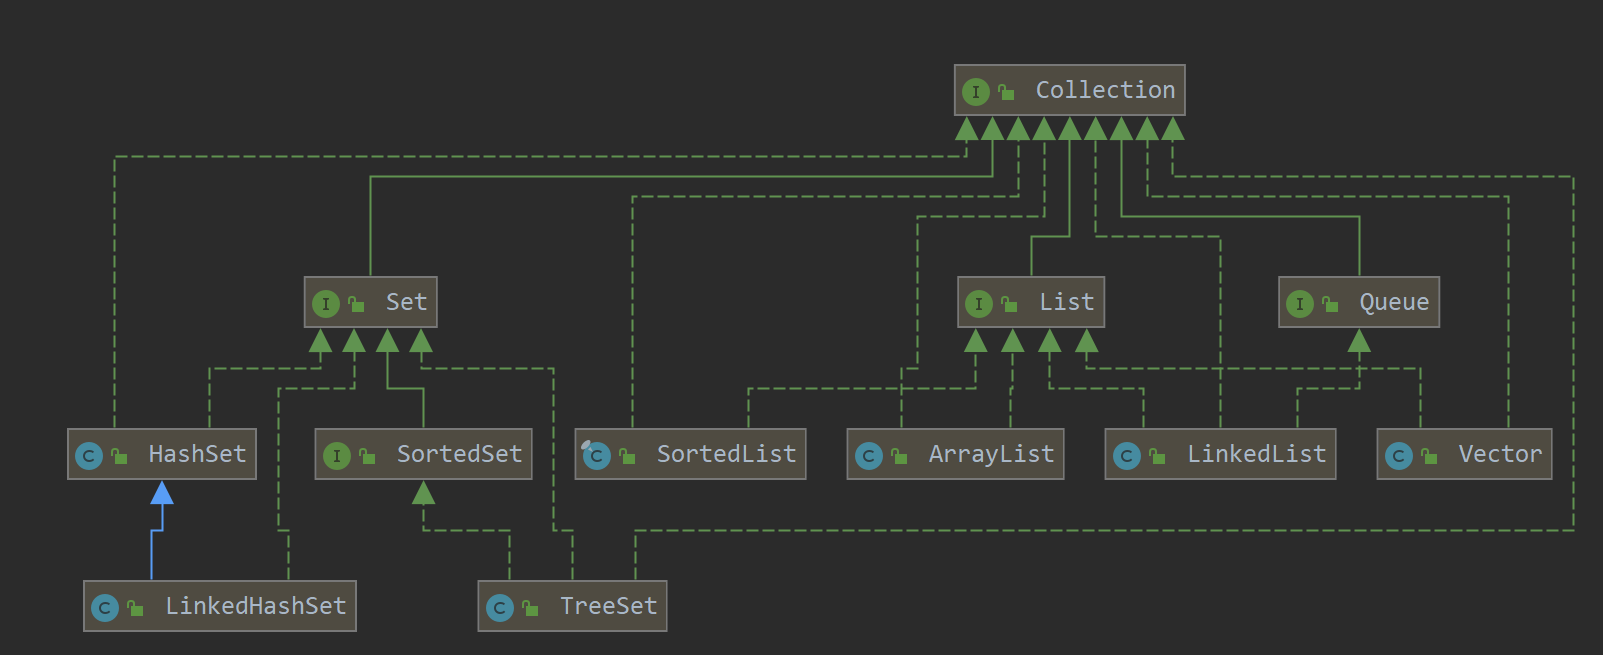 I Collection
I Set
I List
I Queue
C HashSet
I SortedSet
C SortedList
C ArrayList
C LinkedList
C Vector
C LinkedHashSet
C TreeSet